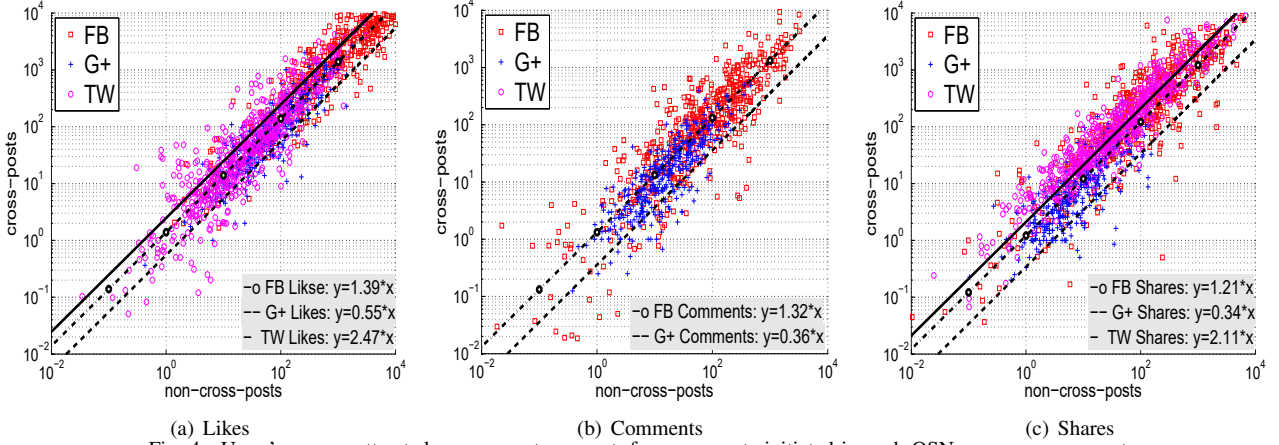 10^4
10^3
10^2
10^1
10^0
10^−1
10^−2
cross−posts
FB
G+
TW
−o FB Likse: y=1.39*x
−− G+ Likes: y=0.55*x
− TW Likes: y=2.47*x
10^−2 10^0 10^2 10^4
non−cross−posts
(a) Likes
10^4
10^3
10^2
10^1
10^0
10^−1
10^−2
cross−posts
FB
G+
TW
−o FB Comments: y=1.32*x
−− G+ Comments: y=0.36*x
10^−2 10^0 10^2 10^4
non−cross−posts
(b) Comments
10^4
10^3
10^2
10^1
10^0
10^−1
10^−2
cross−posts
FB
G+
TW
−o FB Shares: y=1.21*x
−− G+ Shares: y=0.34*x
− TW Shares: y=2.11*x
10^−2 10^0 10^2 10^4
non−cross−posts
(c) Shares